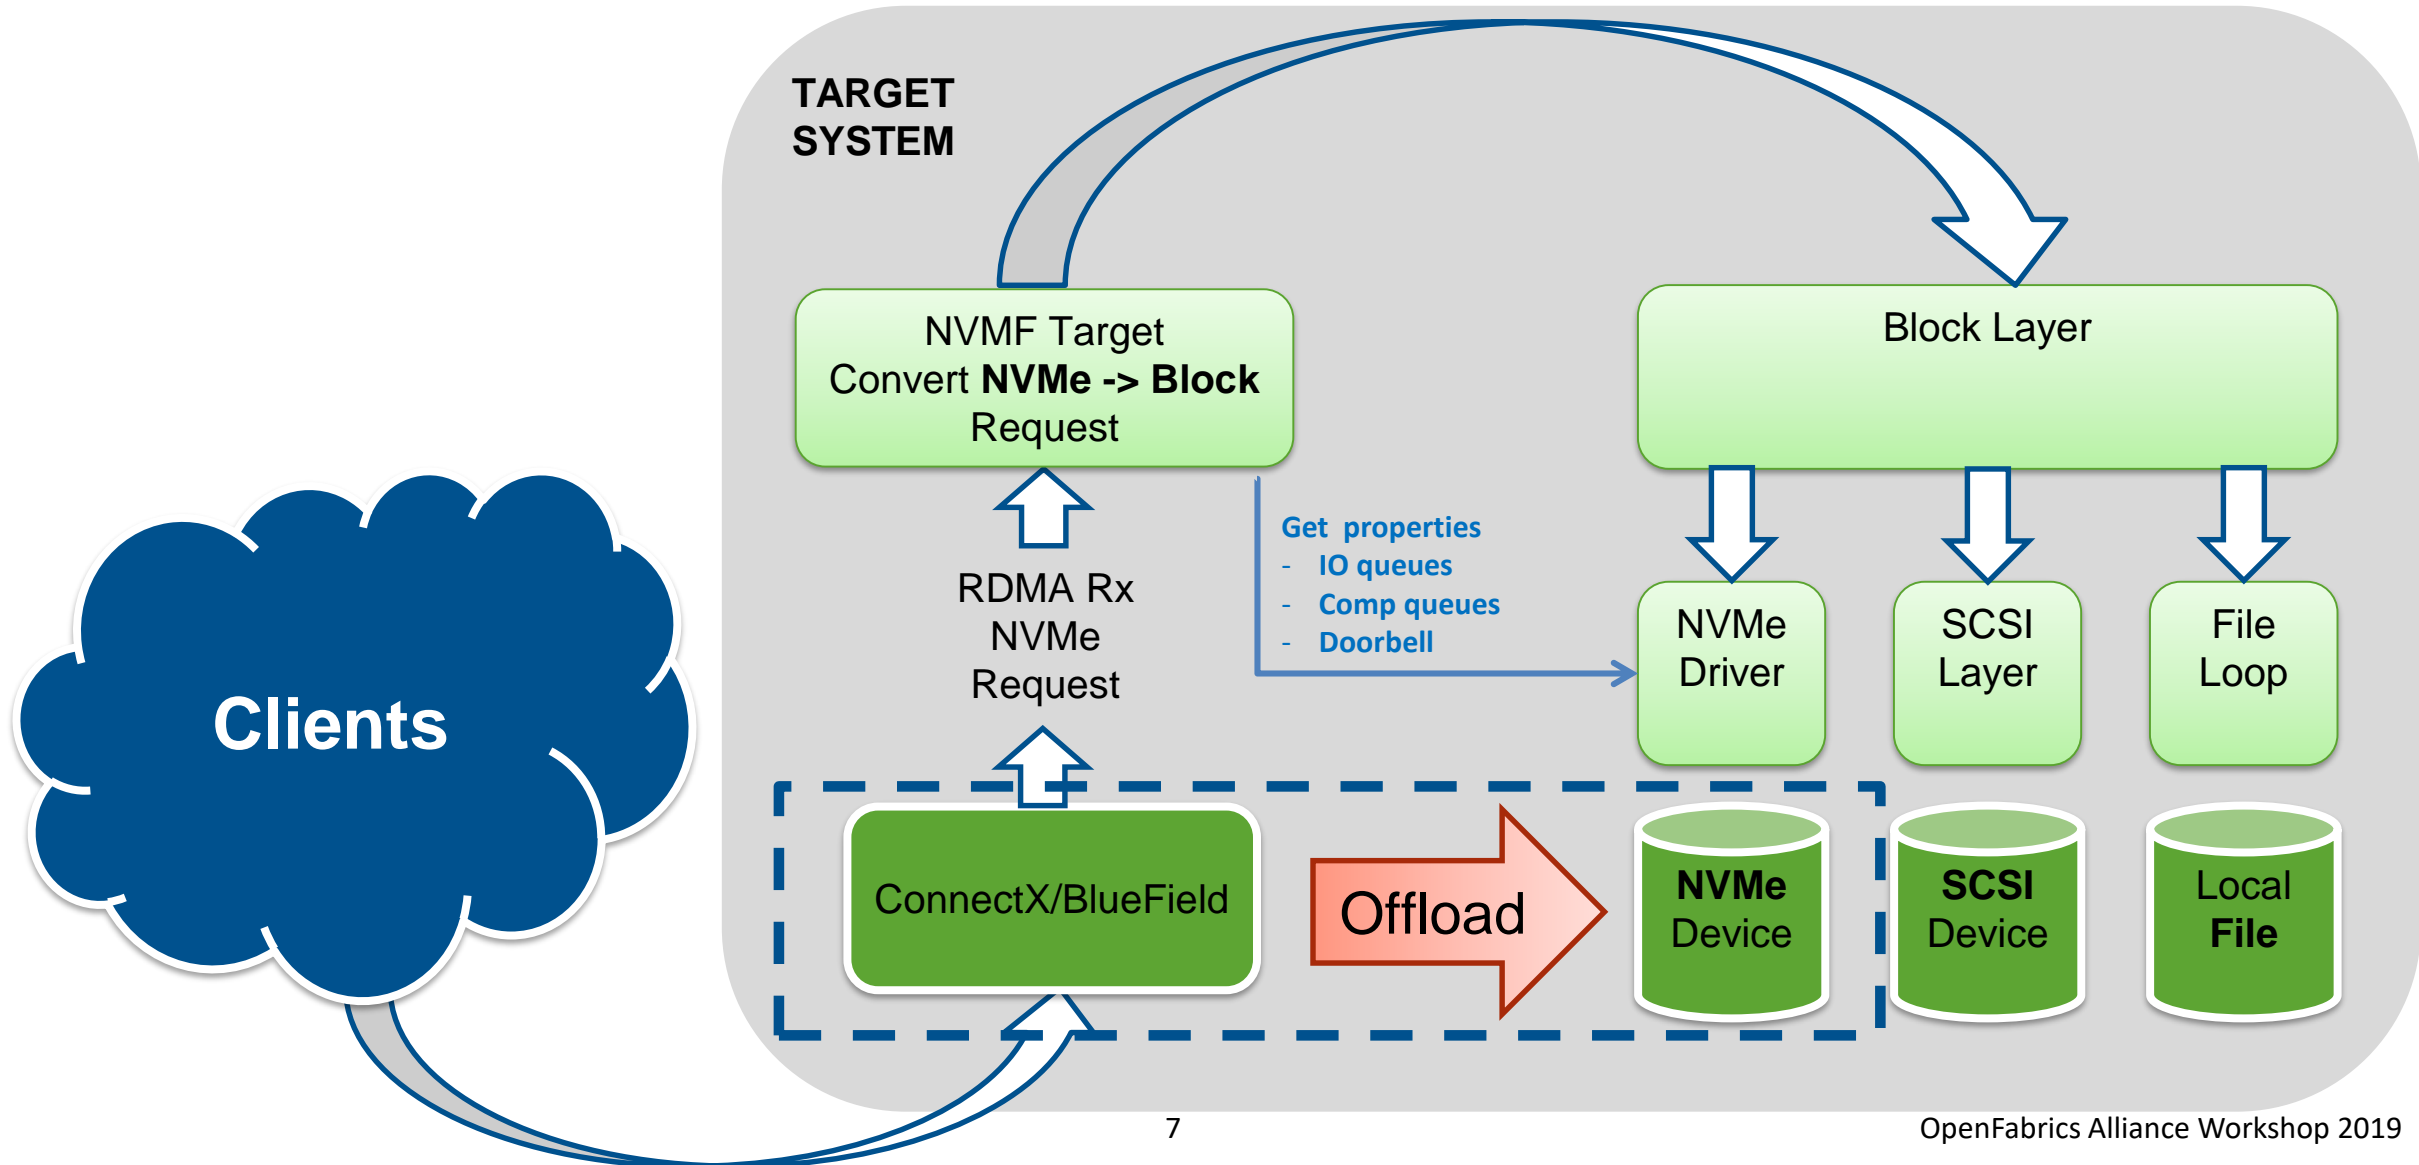 TARGET
SYSTEM
NVMF Target
Convert NVMe -> Block
Request
Block Layer
Get  properties
- IO queues
- Comp queues
- Doorbell
RDMA Rx
NVMe
Request
NVMe
Driver
SCSI
Layer
File
Loop
Clients
ConnectX/BlueField
Offload
NVMe
Device
SCSI
Device
Local
File
7
OpenFabrics Alliance Workshop 2019